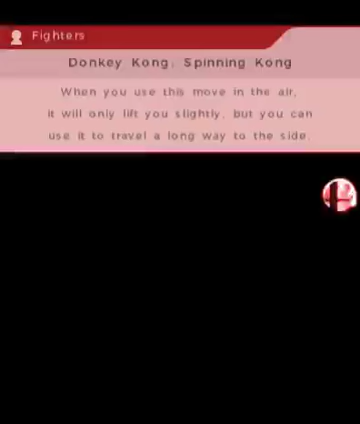 Fighters
Donkey Kong: Spinning Kong
When you use this move in the air,
it will only lift you slightly, but you can
use it to travel a long way to the side.